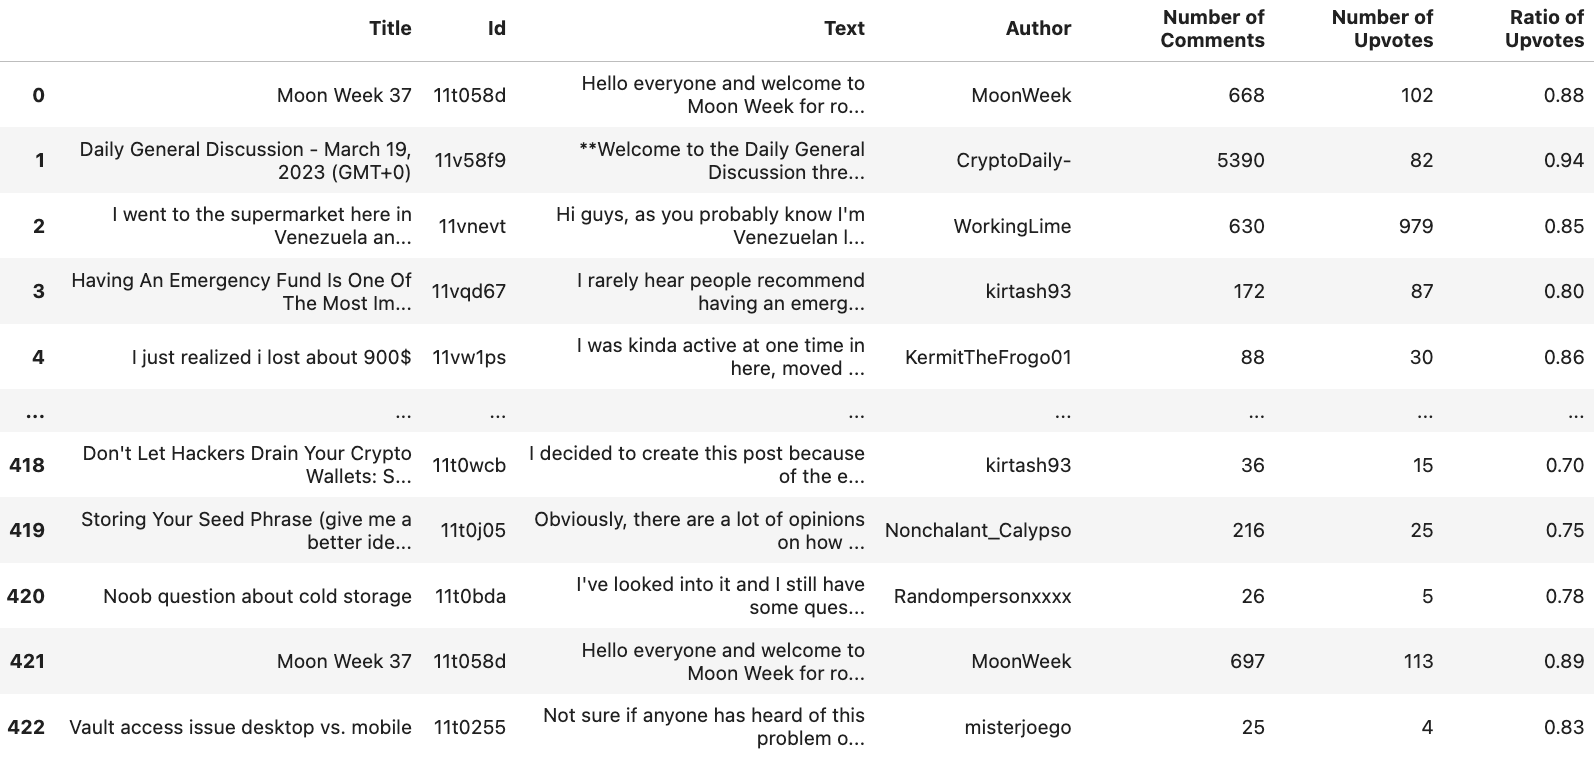 Title Id Text Author Number of Comments Number of Upvotes Ratio of Upvotes
0 Moon Week 37 11t058d Hello everyone and welcome to Moon Week for ro... MoonWeek 668 102 0.88
1 Daily General Discussion - March 19, 2023 (GMT+0) 11v58f9 **Welcome to the Daily General Discussion thre... CryptoDaily- 5390 82 0.94
2 I went to the supermarket here in Venezuela an... 11vnevt Hi guys, as you probably know I'm Venezuelan l... WorkingLime 630 979 0.85
3 Having An Emergency Fund Is One Of The Most Im... 11vqd67 I rarely hear people recommend having an emerg... kirtash93 172 87 0.80
4 I just realized i lost about 900$ 11vw1ps I was kinda active at one time in here, moved ... KermitTheFrogo01 88 30 0.86
... ... ... ... ... ... ... ...
418 Don't Let Hackers Drain Your Crypto Wallets: S... 11t0wcb I decided to create this post because of the e... kirtash93 36 15 0.70
419 Storing Your Seed Phrase (give me a better ide... 11t0j05 Obviously, there are a lot of opinions on how ... Nonchalant_Calypso 216 25 0.75
420 Noob question about cold storage 11t0bda I've looked into it and I still have some ques... Randompersonxxxx 26 5 0.78
421 Moon Week 37 11t058d Hello everyone and welcome to Moon Week for ro... MoonWeek 697 113 0.89
422 Vault access issue desktop vs. mobile 11t0255 Not sure if anyone has heard of this problem o... misterjoego 25 4 0.83